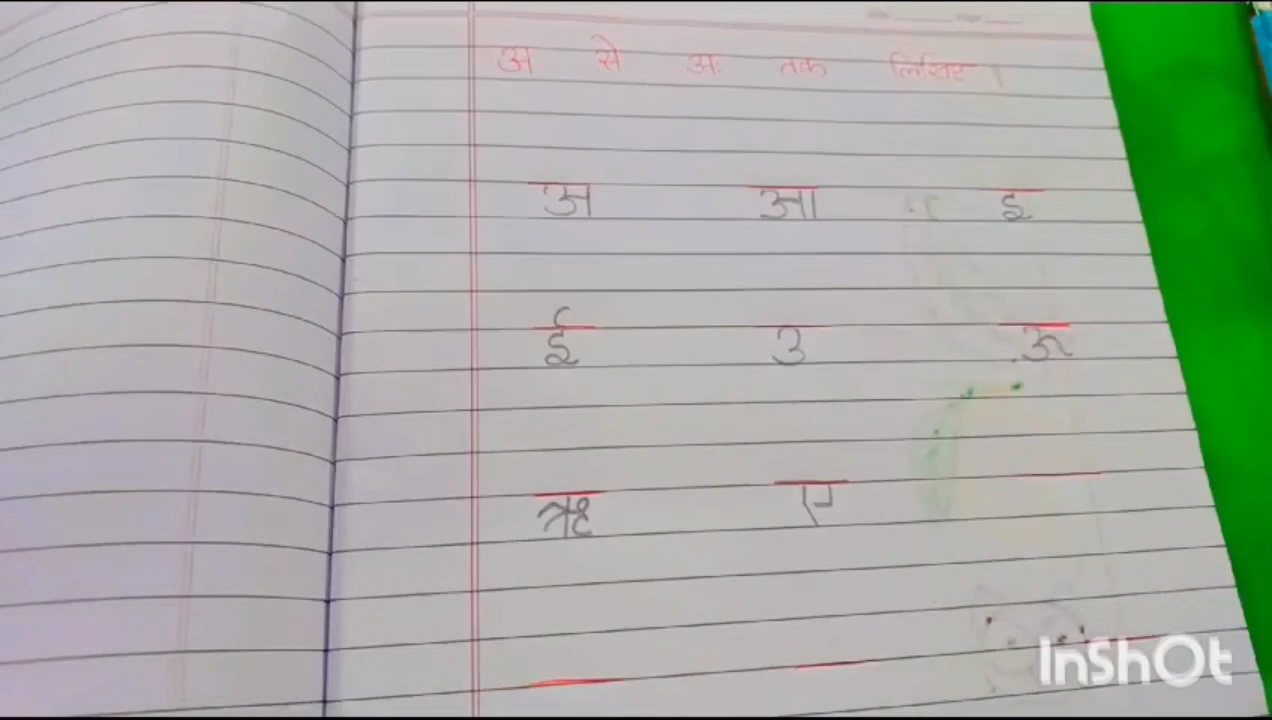 अ से अः तक लिखिए।
अ आ इ
ई उ ऊ
ऋ ए
InShOt